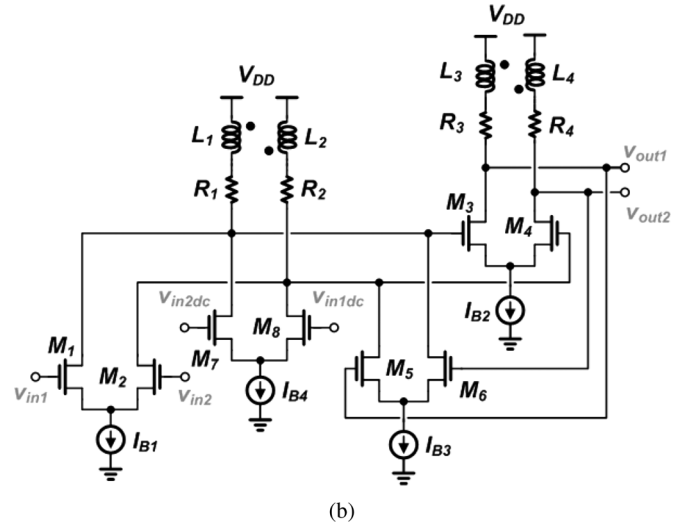 V_DD
L_3
L_4
V_DD
R_3
R_4
L_1
L_2
v_out1
R_1
R_2
M_3
M_4
v_out2
v_in2dc
v_in1dc
I_B2
M_1
M_8
M_2
M_7
M_5
M_6
v_in1
v_in2
I_B4
I_B1
I_B3
(b)